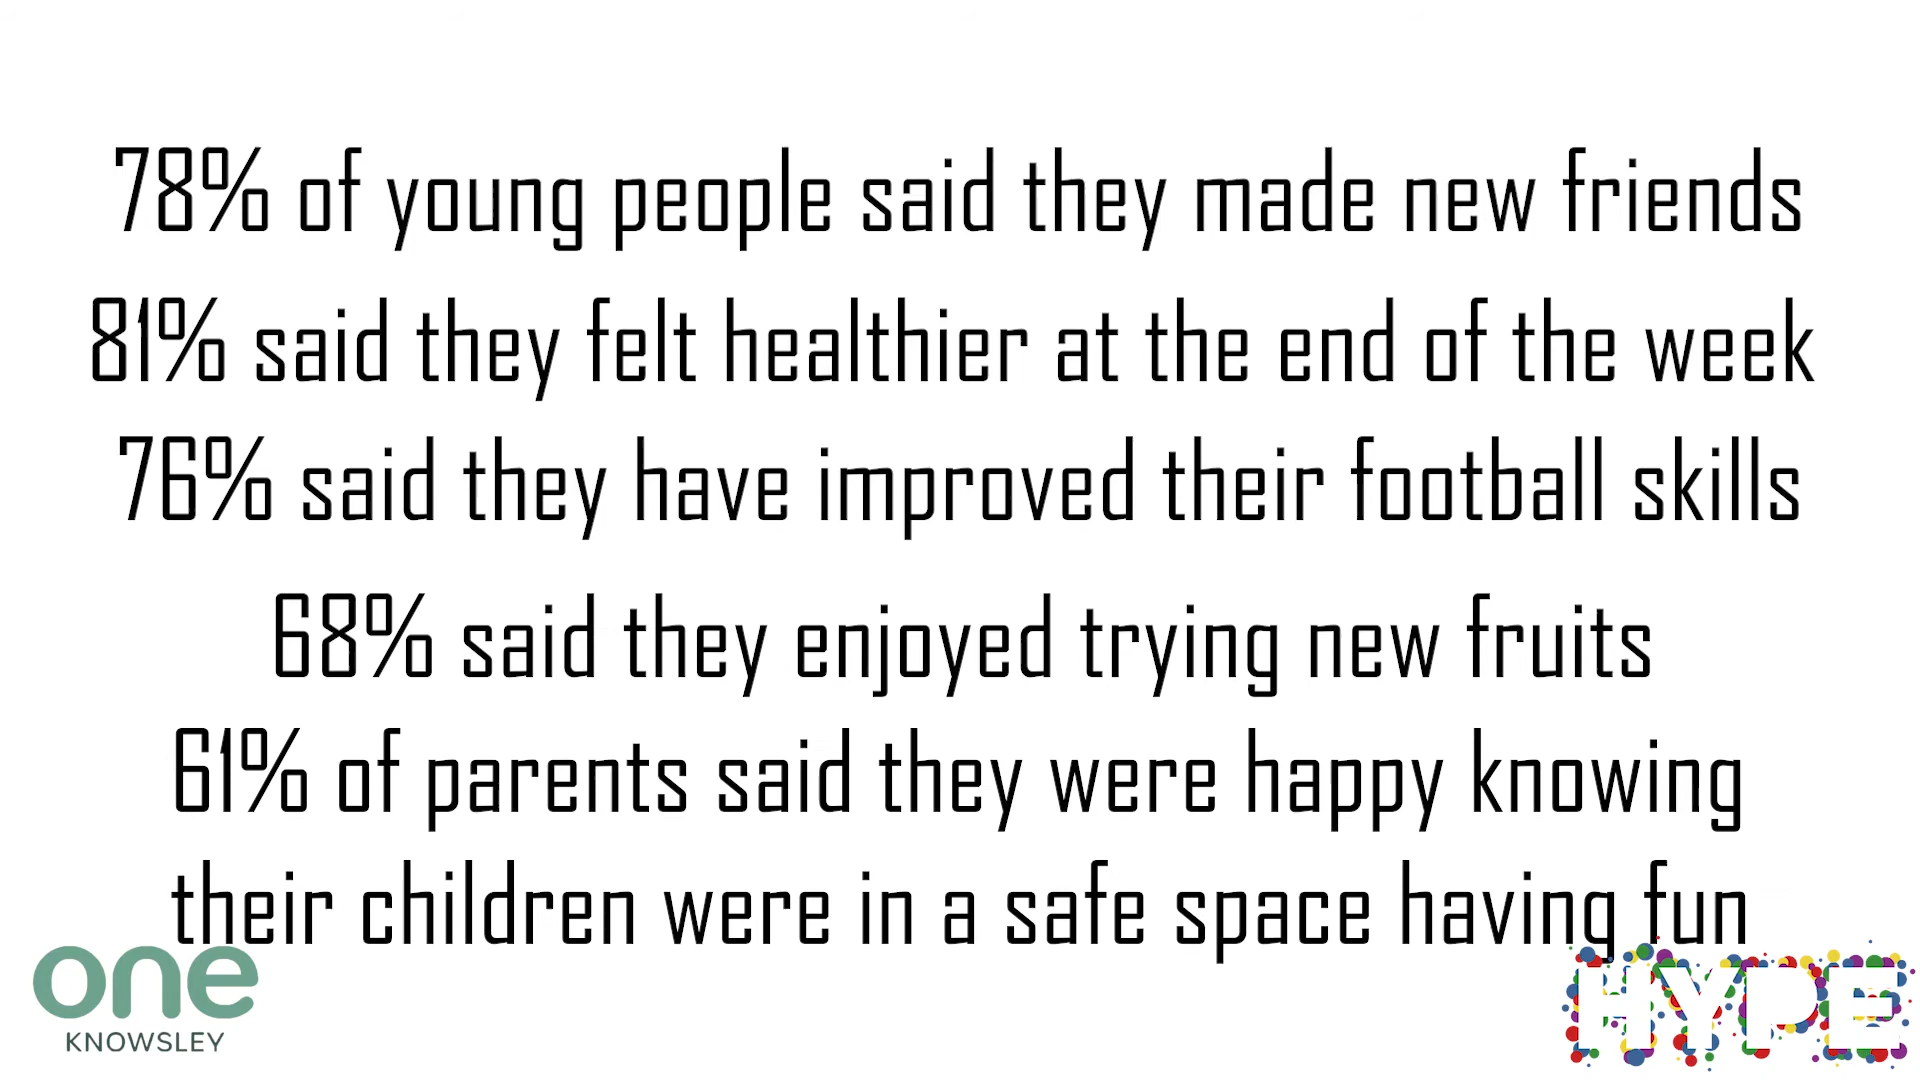 78% of young people said they made new friends
81% said they felt healthier at the end of the week
76% said they have improved their football skills
68% said they enjoyed trying new fruits
61% of parents said they were happy knowing
their children were in a safe space having fun
one
KNOWSLEY
HYPE